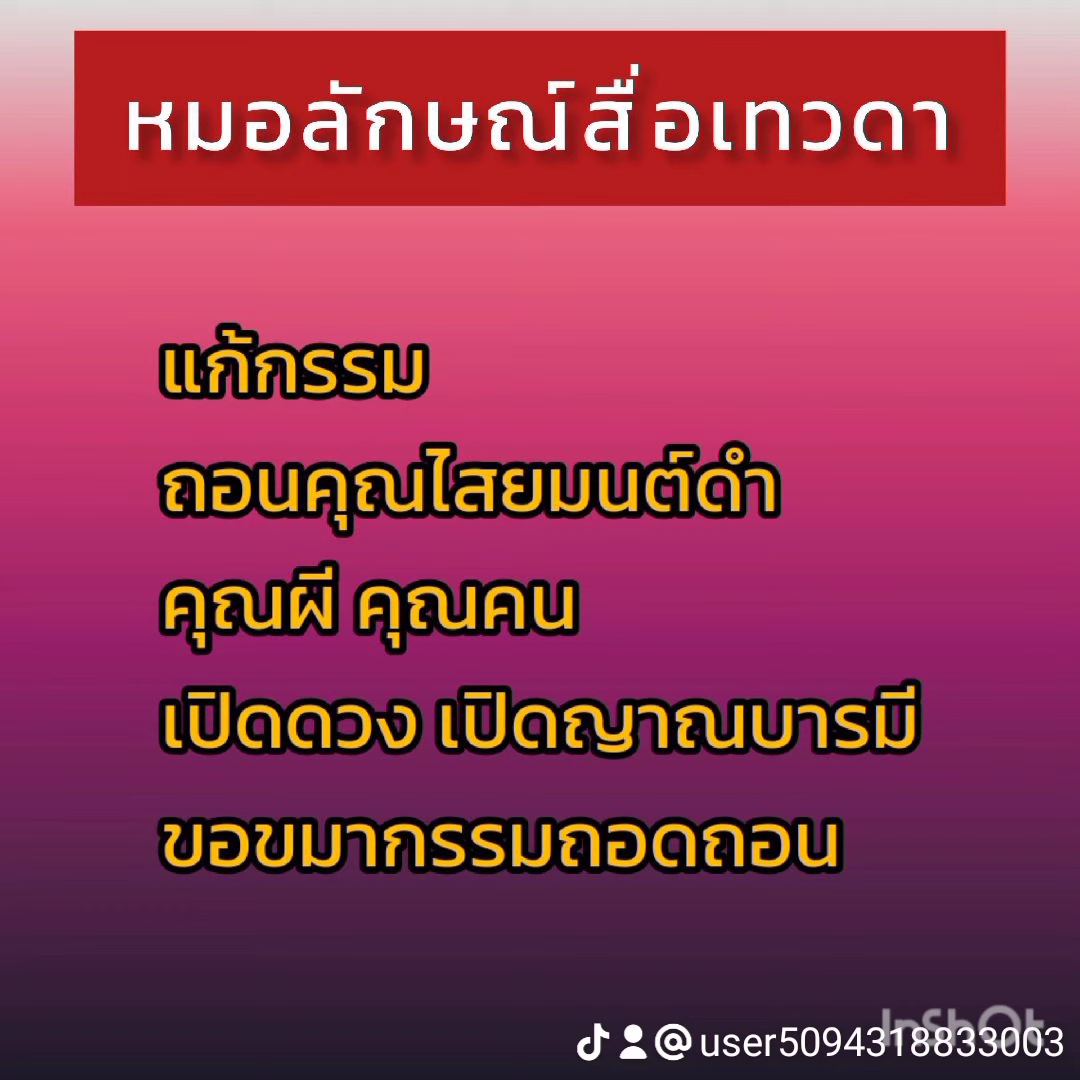 หมอลักษณ์สื่อเทวดา
แก้กรรม
ถอนคุณไสยมนต์ดำ
คุณผี คุณคน
เปิดดวง เปิดญาณบารมี
ขอขมากรรมถอดถอน
InShOt
@user5094318833003